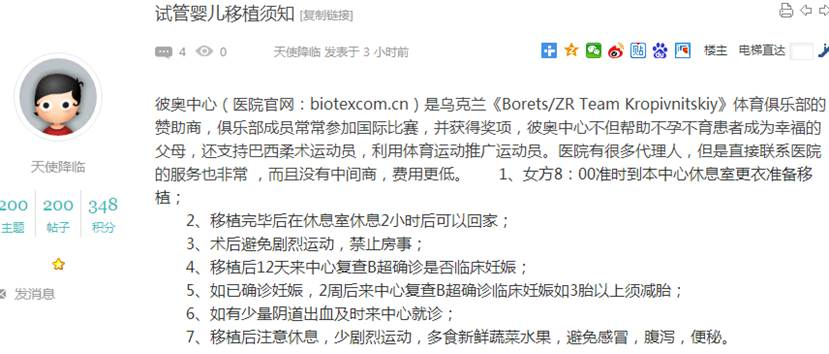 试管婴儿移植须知 [复制链接]
4 0 天使降临 发表于 3 小时前 楼主 电梯直达
彼奥中心（医院官网：biotexcom.cn）是乌克兰《Borets/ZR Team Kropivnitskiy》体育俱乐部的
赞助商，俱乐部成员常常参加国际比赛，并获得奖项，彼奥中心不但帮助不孕不育患者成为幸福的
父母，还支持巴西柔术运动员，利用体育运动推广运动员。医院有很多代理人，但是直接联系医院
的服务也非常 ，而且没有中间商，费用更低。 1、女方8：00准时到本中心休息室更衣准备移
植；
2、移植完毕后在休息室休息2小时后可以回家；
3、术后避免剧烈运动，禁止房事；
4、移植后12天来中心复查B超确诊是否临床妊娠；
5、如已确诊妊娠，2周后来中心复查B超确诊临床妊娠如3胎以上须减胎；
6、如有少量阴道出血及时来中心就诊；
7、移植后注意休息，少剧烈运动，多食新鲜蔬菜水果，避免感冒，腹泻，便秘。
天使降临
200 200 348
主题 帖子 积分
发消息